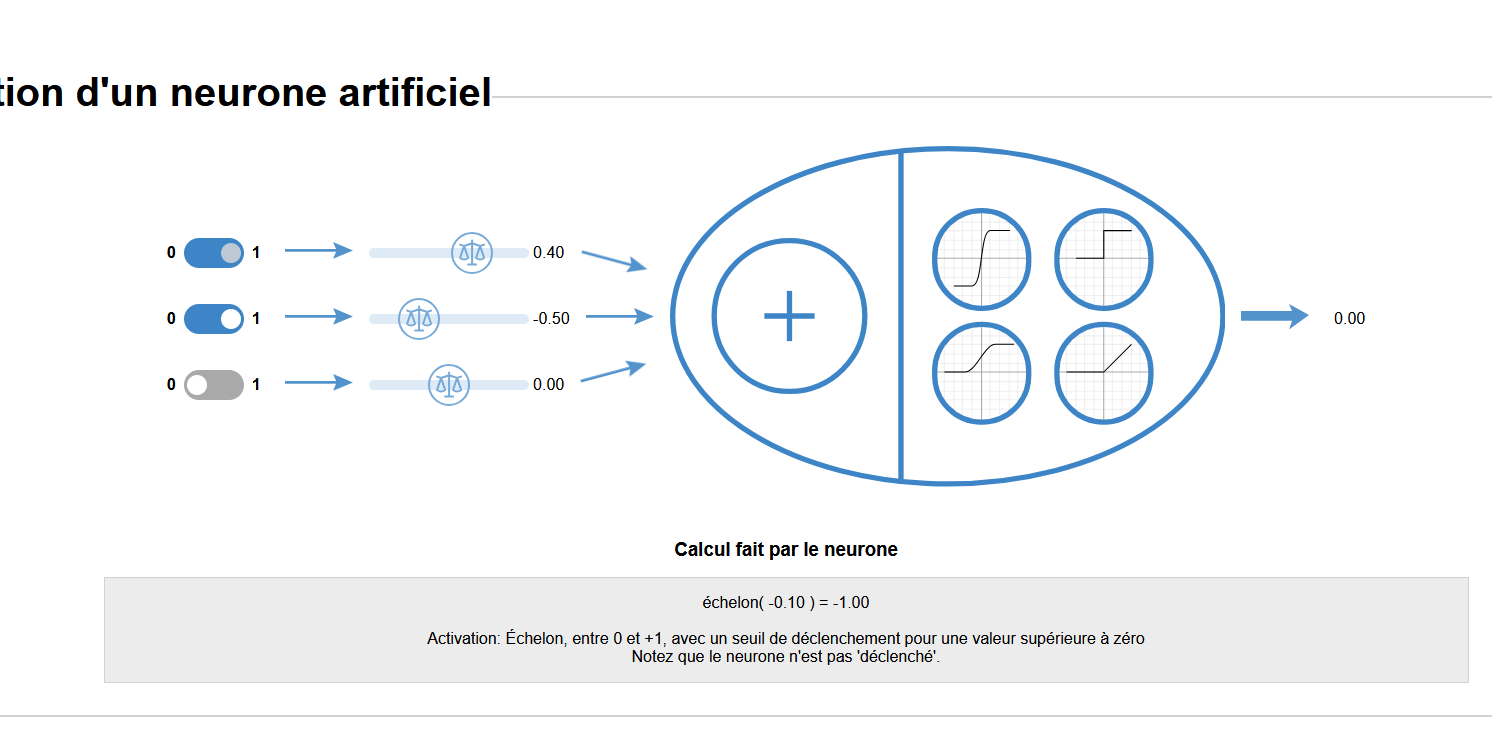 tion d'un neurone artificiel
0 1 0.40
0 1 -0.50 0.00
0 1 0.00
Calcul fait par le neurone
échelon( -0.10 ) = -1.00
Activation: Échelon, entre 0 et +1, avec un seuil de déclenchement pour une valeur supérieure à zéro
Notez que le neurone n'est pas 'déclenché'.